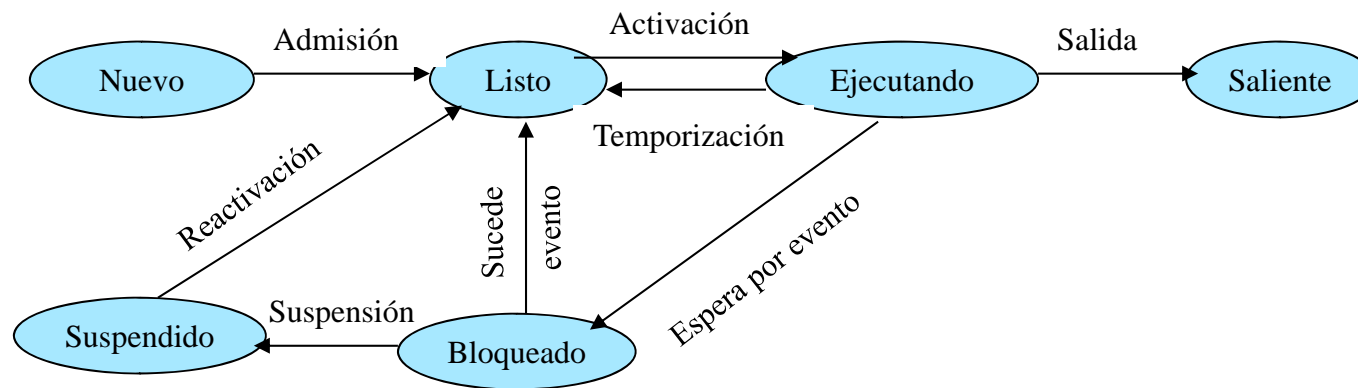 Admisión
Activación
Salida
Nuevo
Listo
Ejecutando
Saliente
Temporización
Reactivación
Sucede
evento
Espera por evento
Suspendido
Suspensión
Bloqueado